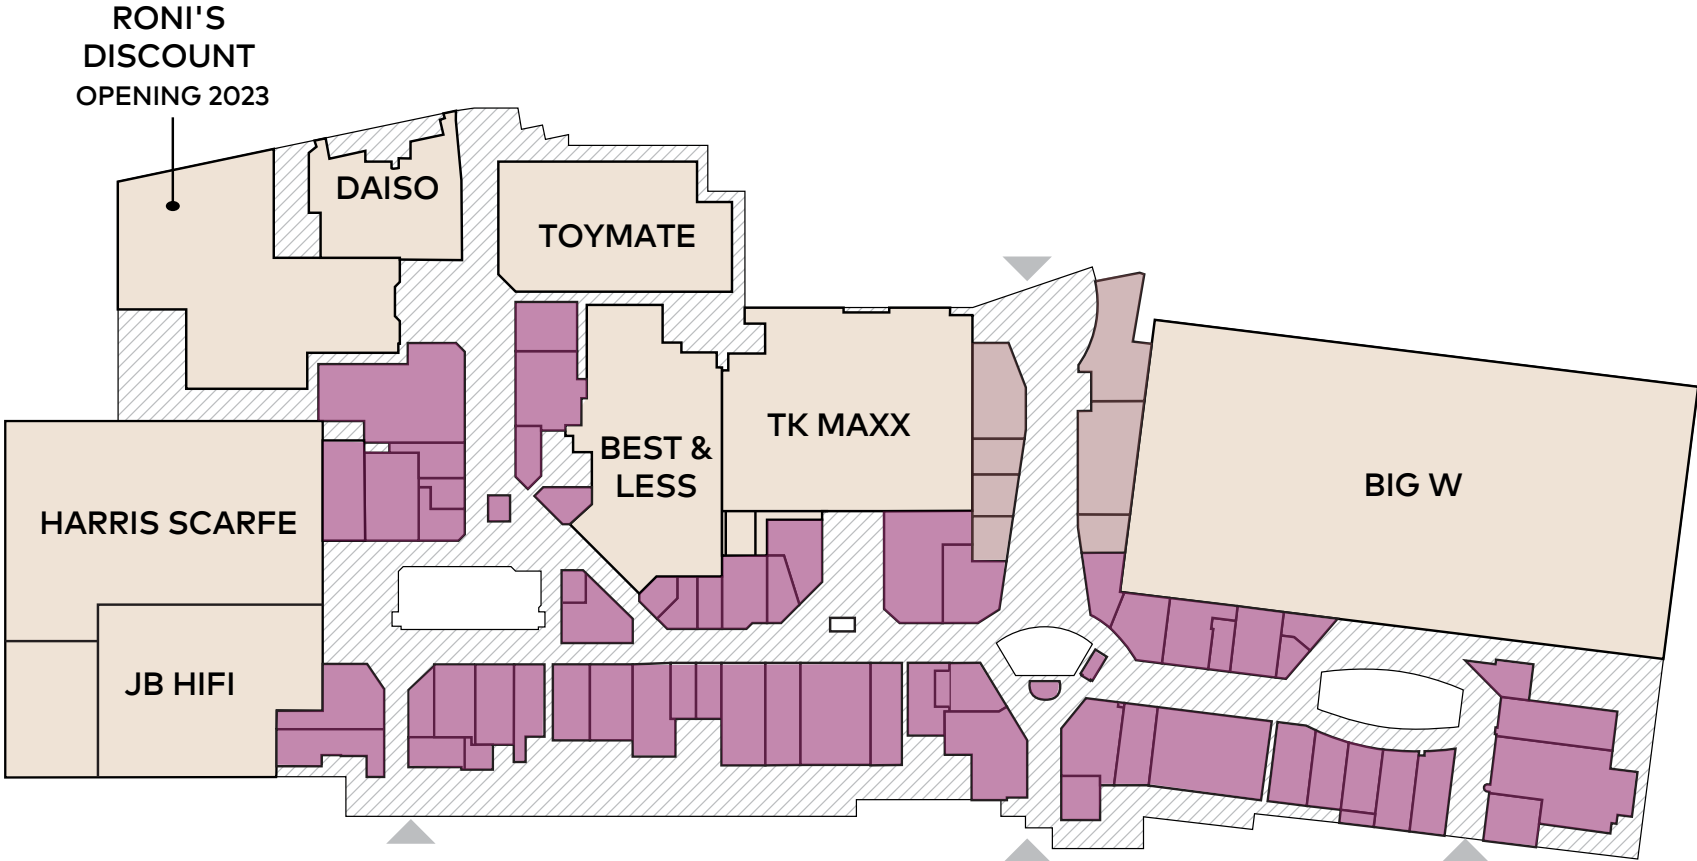 RONI'S
DISCOUNT
OPENING 2023
DAISO
TOYMATE
TK MAXX
BEST &
LESS
BIG W
HARRIS SCARFE
JB HIFI